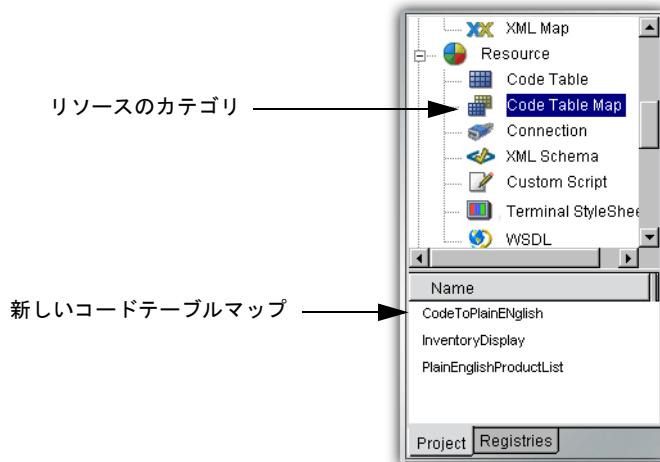 XML Map
Resource
Code Table
リソースのカテゴリ
Code Table Map
Connection
XML Schema
Custom Script
Terminal StyleShee
WSDL
Name
新しいコードテーブルマップ
CodeToPlainENglish
InventoryDisplay
PlainEnglishProductList
Project
Registries